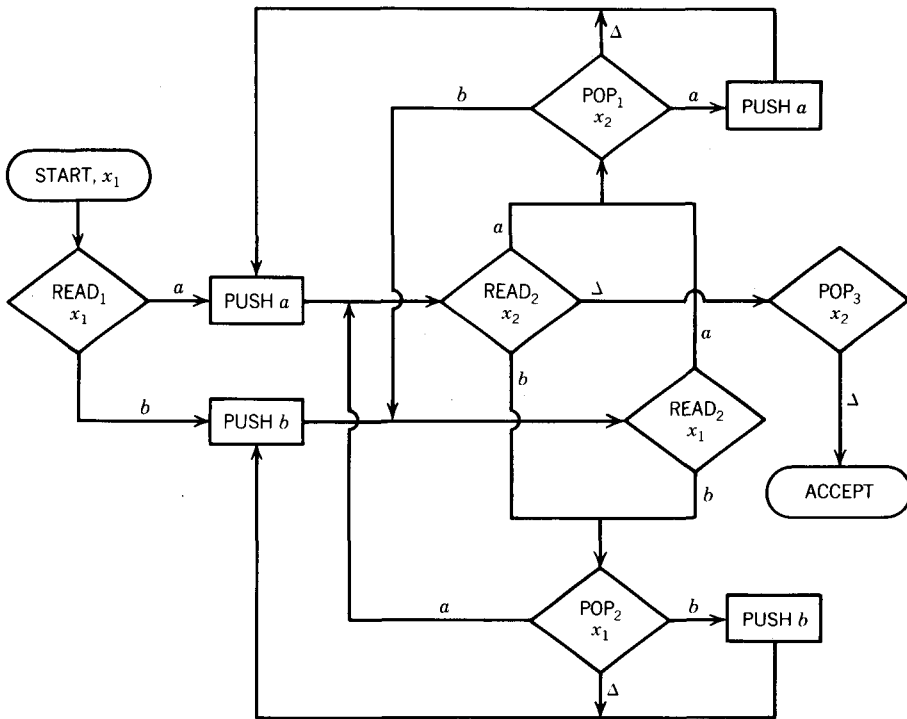 Δ
b
POP₁
x₂
a
PUSH a
START, x₁
a
READ₁
x₁
a
PUSH a
READ₂
x₂
Δ
POP₃
x₂
a
b
b
PUSH b
READ₂
x₁
Δ
b
ACCEPT
a
POP₂
x₁
b
PUSH b
Δ